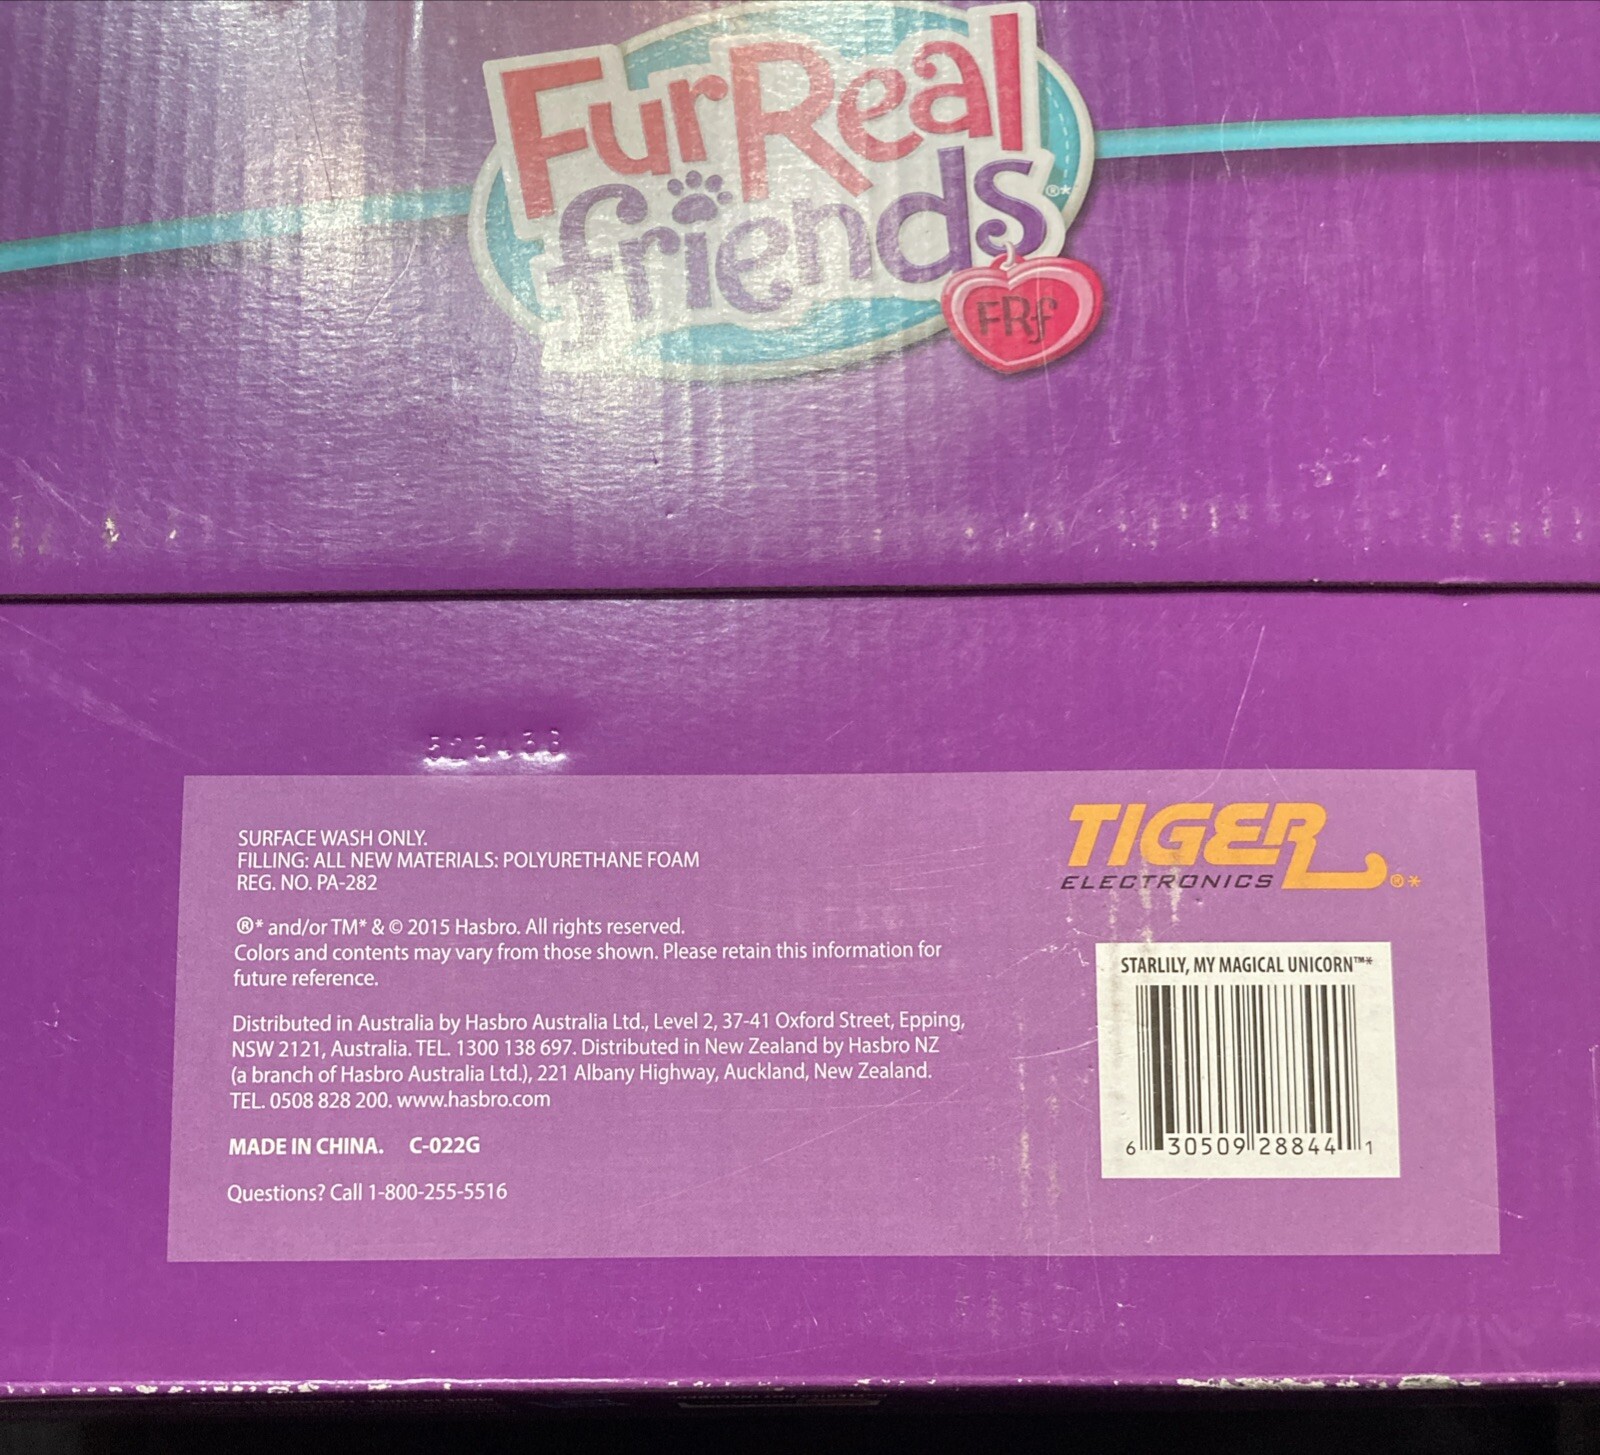 FurReal
friends®*
FRf
SURFACE WASH ONLY.
FILLING: ALL NEW MATERIALS: POLYURETHANE FOAM
REG. NO. PA-282
®* and/or TM* & © 2015 Hasbro. All rights reserved.
Colors and contents may vary from those shown. Please retain this information for
future reference.
Distributed in Australia by Hasbro Australia Ltd., Level 2, 37-41 Oxford Street, Epping,
NSW 2121, Australia. TEL. 1300 138 697. Distributed in New Zealand by Hasbro NZ
(a branch of Hasbro Australia Ltd.), 221 Albany Highway, Auckland, New Zealand.
TEL. 0508 828 200. www.hasbro.com
MADE IN CHINA. C-022G
Questions? Call 1-800-255-5516
TIGER
ELECTRONICS ®*
STARLILY, MY MAGICAL UNICORN™*
6 30509 28844 1